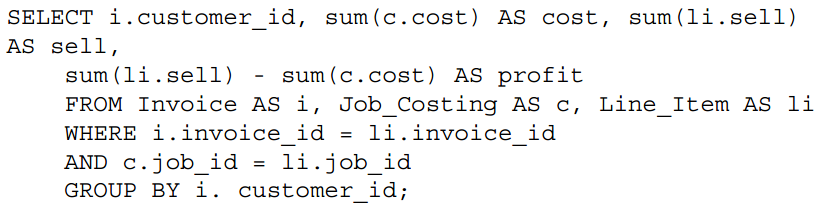 SELECT i.customer_id, sum(c.cost) AS cost, sum(li.sell)
AS sell,
sum(li.sell) - sum(c.cost) AS profit
FROM Invoice AS i, Job_Costing AS c, Line_Item AS li
WHERE i.invoice_id = li.invoice_id
AND c.job_id = li.job_id
GROUP BY i. customer_id;